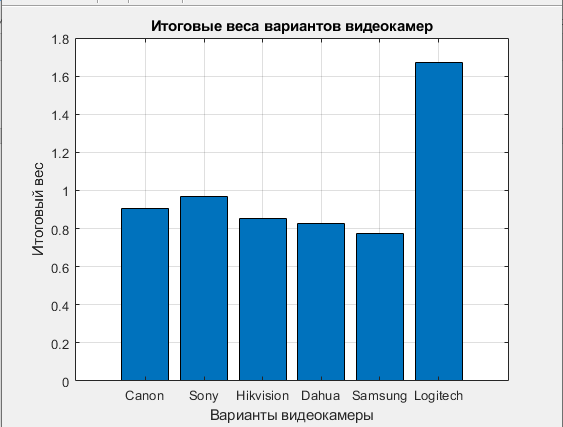 Итоговые веса вариантов видеокамер
1.8
1.6
1.4
1.2
1
0.8
0.6
0.4
0.2
0
Итоговый вес
Canon Sony Hikvision Dahua Samsung Logitech
Варианты видеокамеры